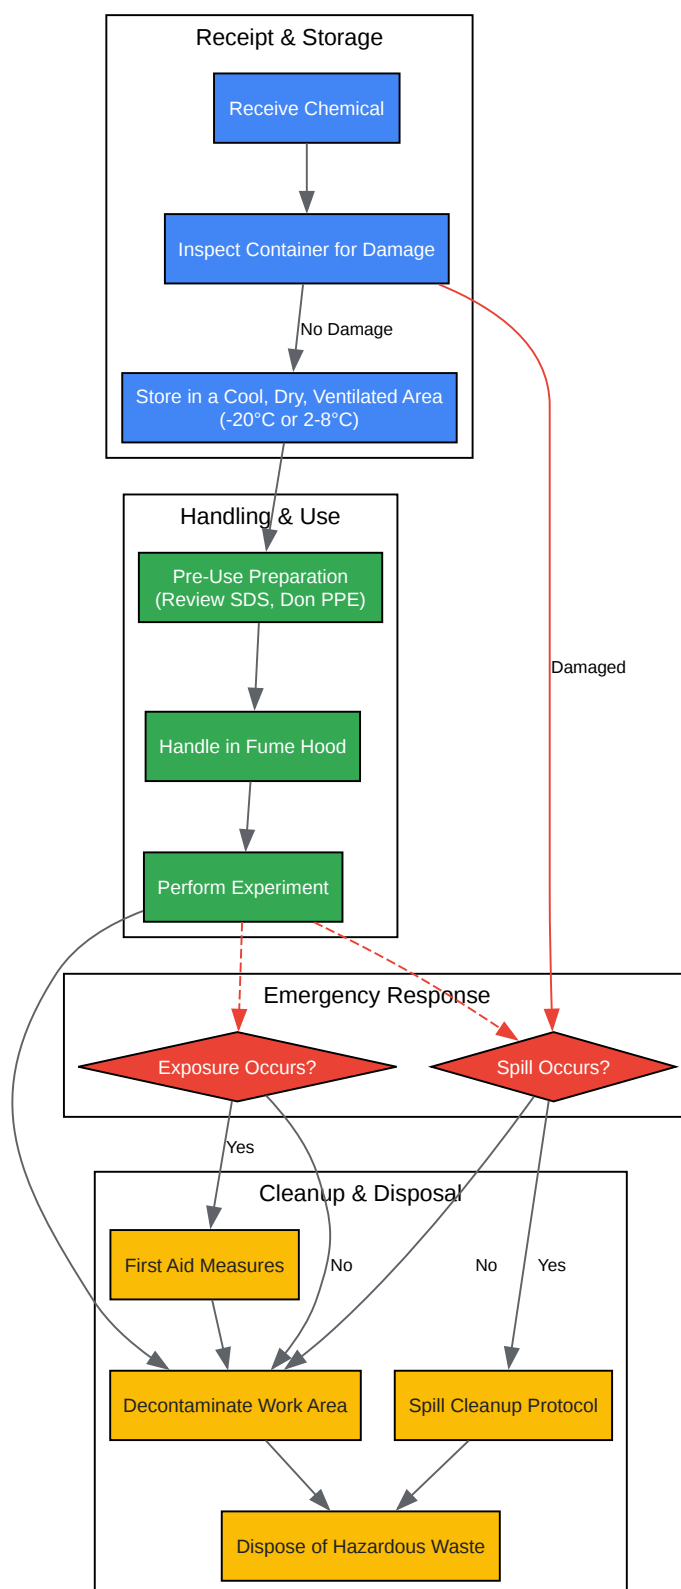 Receipt & Storage
Receive Chemical
Inspect Container for Damage
No Damage
Store in a Cool, Dry, Ventilated Area
(-20°C or 2-8°C)
Handling & Use
Pre-Use Preparation
(Review SDS, Don PPE)
Damaged
Handle in Fume Hood
Perform Experiment
Emergency Response
Exposure Occurs?
Spill Occurs?
Yes
Cleanup & Disposal
First Aid Measures
No
No
Yes
Decontaminate Work Area
Spill Cleanup Protocol
Dispose of Hazardous Waste